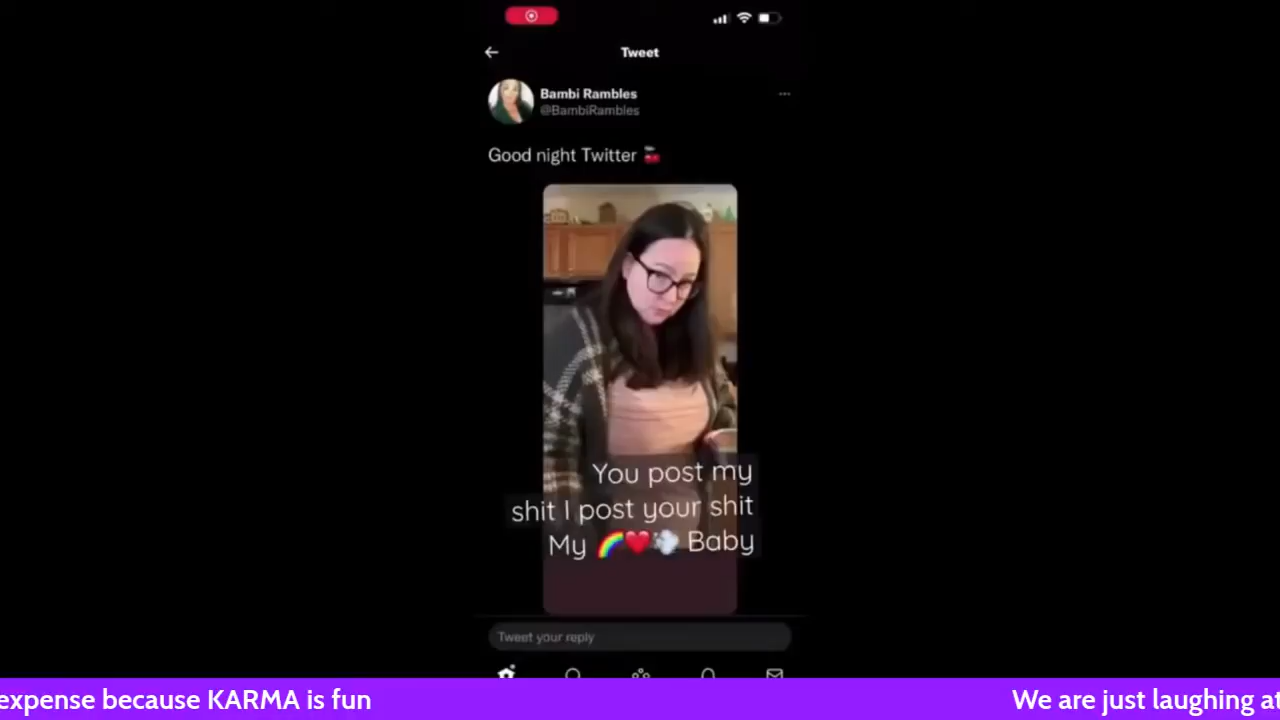 Tweet
Bambi Rambles
@BambiRambles
Good night Twitter 🍒
You post my
shit I post your shit
My 🌈❤️💨 Baby
Tweet your reply
expense because KARMA is fun
We are just laughing at